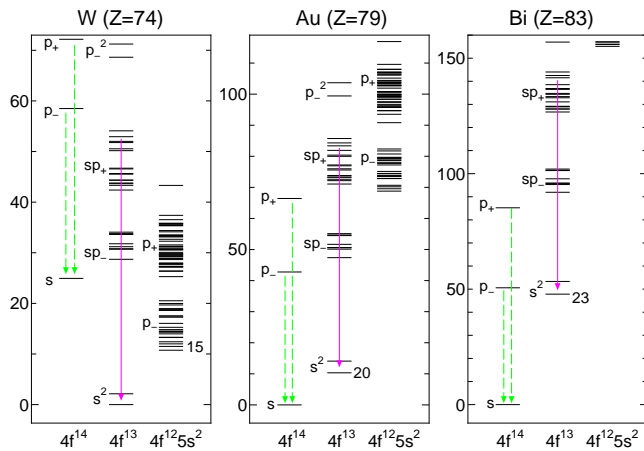 W (Z=74)
Au (Z=79)
Bi (Z=83)
0
20
40
60
p₊
p₋
s
p₋²
sp₊
sp₋
s²
p₊
p₋
15
4f¹⁴
4f¹³
4f¹²5s²
0
50
100
p₊
p₋
s
p₋²
sp₊
sp₋
s²
20
p₊
p₋
4f¹⁴
4f¹³
4f¹²5s²
0
50
100
150
p₊
p₋
s
sp₊
sp₋
s²
23
4f¹⁴
4f¹³
4f¹²5s²